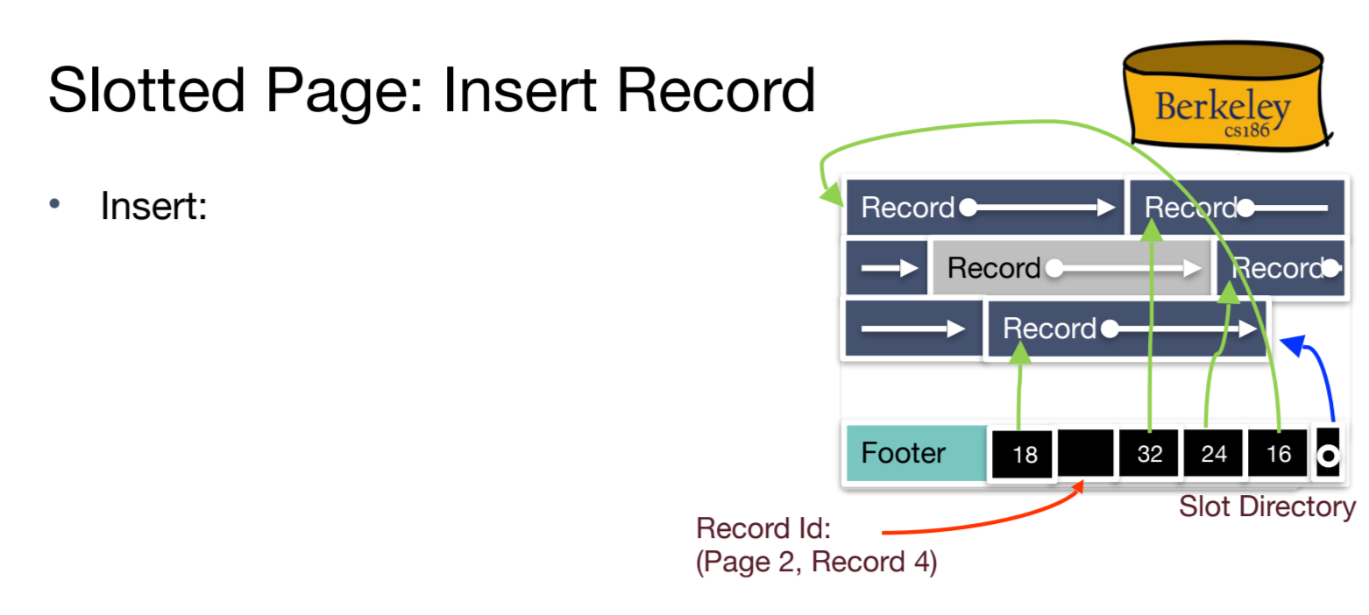 Slotted Page: Insert Record
Berkeley
cs186
• Insert:
Record Record
Record Record
Record
Footer 18 32 24 16
Slot Directory
Record Id:
(Page 2, Record 4)